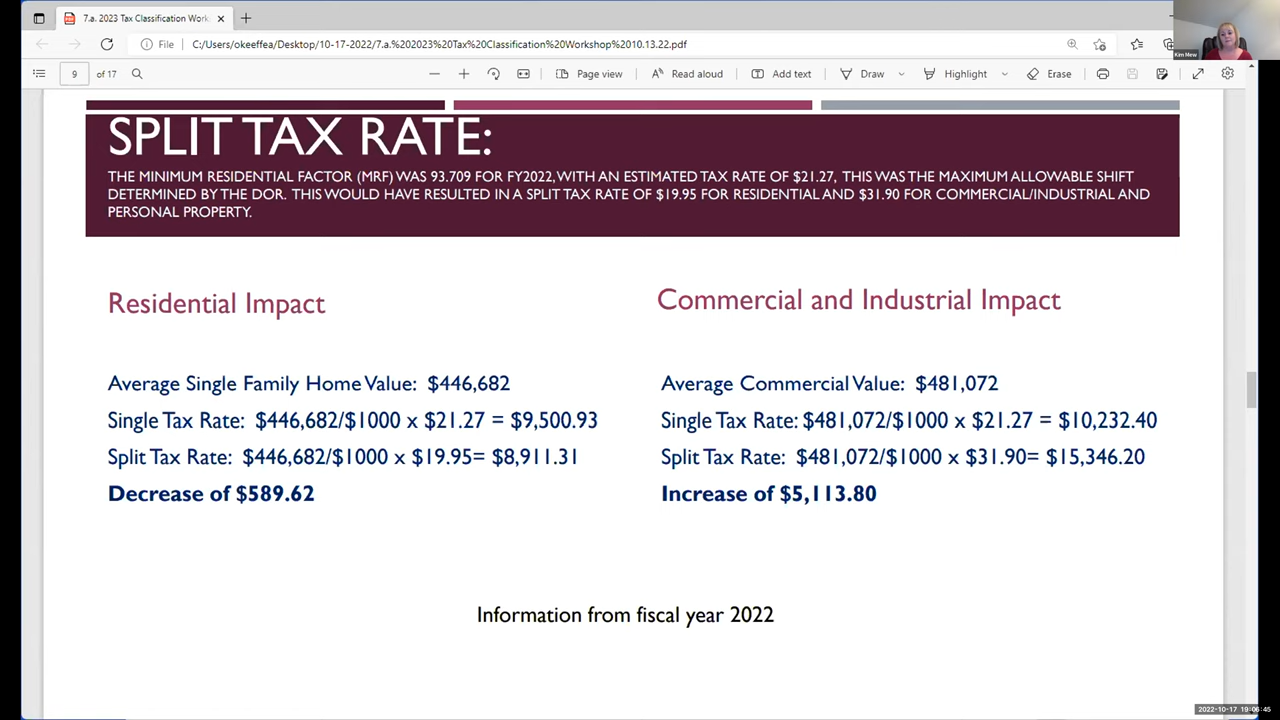 7.a. 2023 Tax Classification Work
File
C:/Users/okeeffea/Desktop/10-17-2022/7.a.%202023%20Tax%20Classification%20Workshop%2010.13.22.pdf
9 of 17
Page view
Read aloud
Add text
Draw
Highlight
Erase
Kim Mew
SPLIT TAX RATE:
THE MINIMUM RESIDENTIAL FACTOR (MRF) WAS 93.709 FOR FY2022, WITH AN ESTIMATED TAX RATE OF $21.27, THIS WAS THE MAXIMUM ALLOWABLE SHIFT
DETERMINED BY THE DOR. THIS WOULD HAVE RESULTED IN A SPLIT TAX RATE OF $19.95 FOR RESIDENTIAL AND $31.90 FOR COMMERCIAL/INDUSTRIAL AND
PERSONAL PROPERTY.
Residential Impact
Average Single Family Home Value: $446,682
Single Tax Rate: $446,682/$1000 x $21.27 = $9,500.93
Split Tax Rate: $446,682/$1000 x $19.95= $8,911.31
Decrease of $589.62
Commercial and Industrial Impact
Average Commercial Value: $481,072
Single Tax Rate: $481,072/$1000 x $21.27 = $10,232.40
Split Tax Rate: $481,072/$1000 x $31.90= $15,346.20
Increase of $5,113.80
Information from fiscal year 2022
2022-10-17 19:06:45